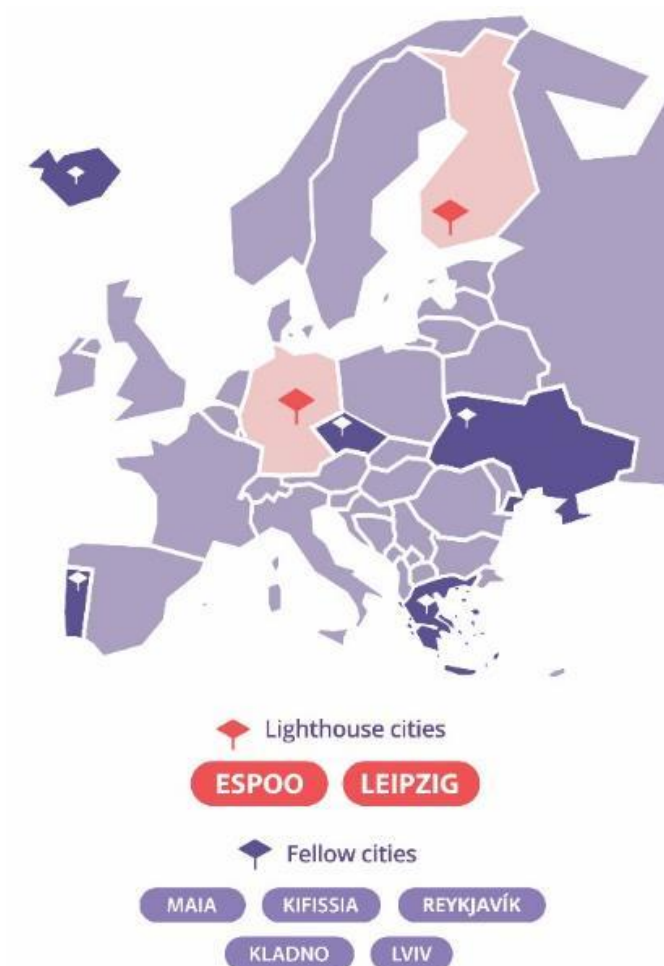 Lighthouse cities
ESPOO LEIPZIG
Fellow cities
MAIA KIFISSIA REYKJAVÍK
KLADNO LVIV